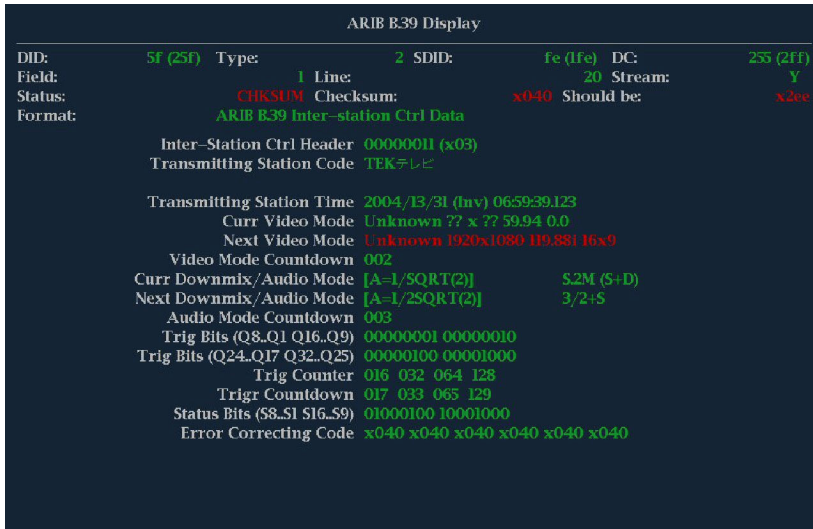 ARIB B.39 Display
DID: 5f (25f) Type: 2 SDID: fe (1fe) DC: 255 (2ff)
Field: 1 Line: 20 Stream: Y
Status: CHKSUM Checksum: x040 Should be: x2ee
Format: ARIB B.39 Inter-station Ctrl Data
Inter-Station Ctrl Header 00000011 (x03)
Transmitting Station Code TEKテレビ
Transmitting Station Time 2004/13/31 (Inv) 06:59:39.123
Curr Video Mode Unknown ?? x ?? 59.94 0.0
Next Video Mode Unknown 1920x1080 119.881 16x9
Video Mode Countdown 002
Curr Downmix/Audio Mode [A=1/SQRT(2)] S.2M (S+D)
Next Downmix/Audio Mode [A=1/2SQRT(2)] 3/2+S
Audio Mode Countdown 003
Trig Bits (Q8..Q1 Q16..Q9) 00000001 00000010
Trig Bits (Q24..Q17 Q32..Q25) 00000100 00001000
Trig Counter 016 032 064 128
Trigr Countdown 017 033 065 129
Status Bits (S8..S1 S16..S9) 01000100 10001000
Error Correcting Code x040 x040 x040 x040 x040 x040